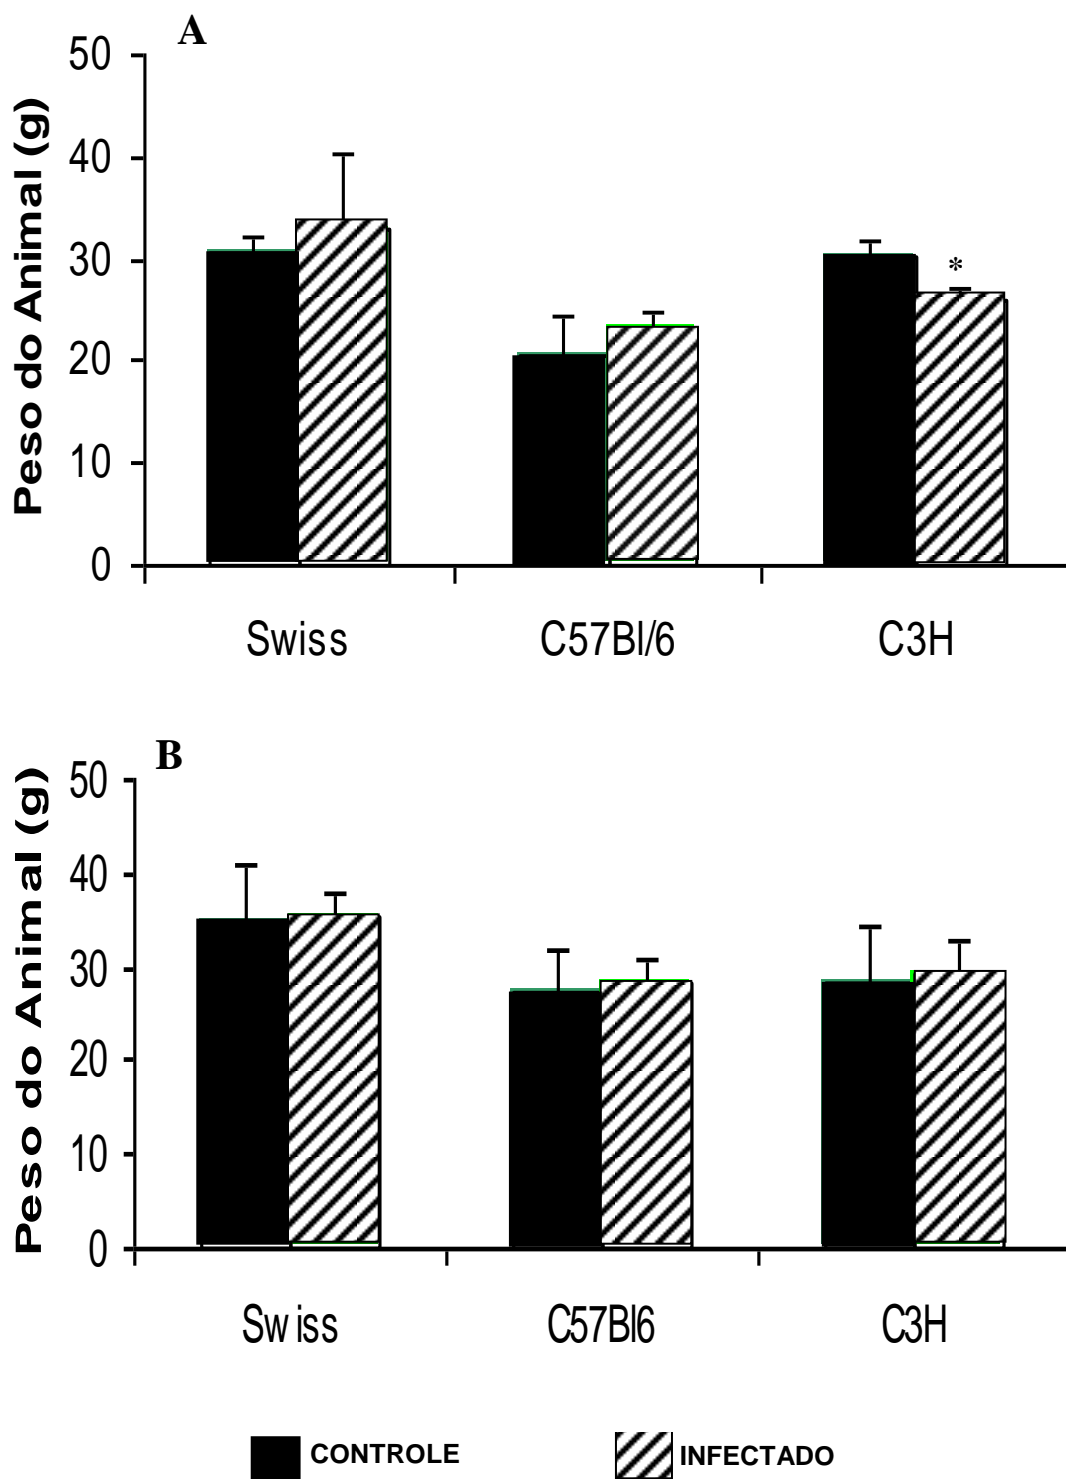 A
Peso do Animal (g)
50
40
30
20
10
0
*
Swiss
C57Bl/6
C3H
B
Peso do Animal (g)
50
40
30
20
10
0
Swiss
C57Bl6
C3H
CONTROLE
INFECTADO